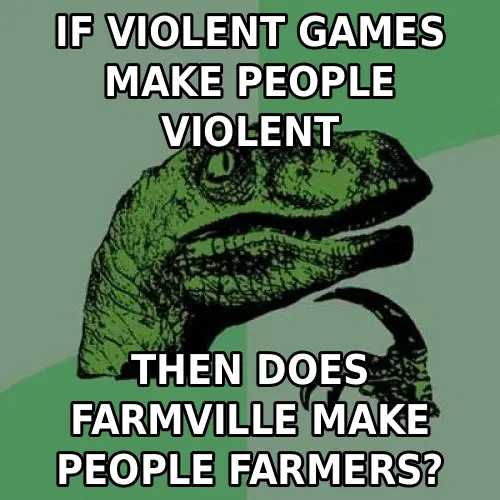 IF VIOLENT GAMES
MAKE PEOPLE
VIOLENT
THEN DOES
FARMVILLE MAKE
PEOPLE FARMERS?